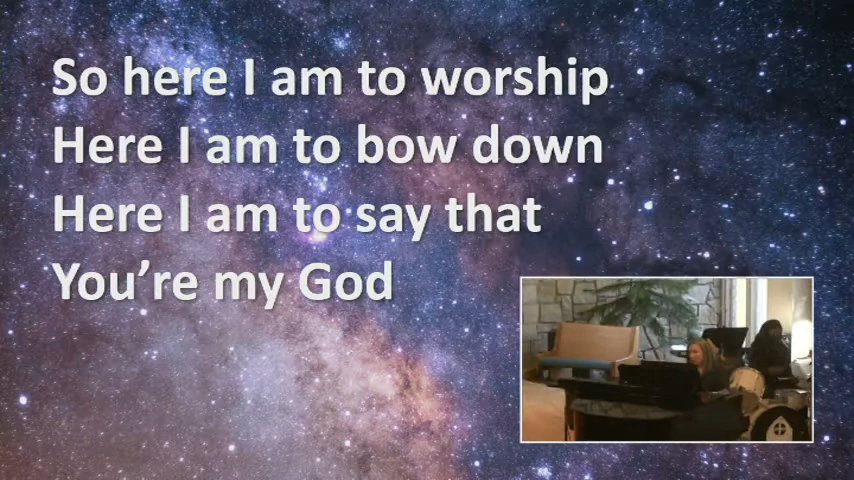 So here I am to worship
Here I am to bow down
Here I am to say that
You’re my God